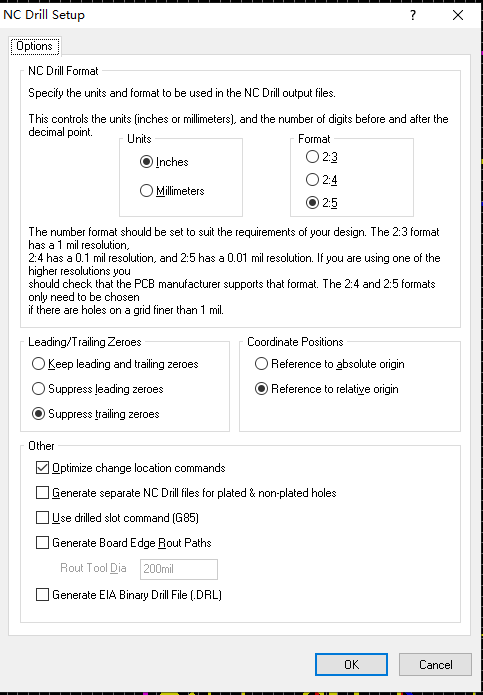 NC Drill Setup
?
Options
NC Drill Format
Specify the units and format to be used in the NC Drill output files.
This controls the units (inches or millimeters), and the number of digits before and after the
decimal point.
Units
Inches
Millimeters
Format
2:3
2:4
2:5
The number format should be set to suit the requirements of your design. The 2:3 format
has a 1 mil resolution,
2:4 has a 0.1 mil resolution, and 2:5 has a 0.01 mil resolution. If you are using one of the
higher resolutions you
should check that the PCB manufacturer supports that format. The 2:4 and 2:5 formats
only need to be chosen
if there are holes on a grid finer than 1 mil.
Leading/Trailing Zeroes
Keep leading and trailing zeroes
Suppress leading zeroes
Suppress trailing zeroes
Coordinate Positions
Reference to absolute origin
Reference to relative origin
Other
Optimize change location commands
Generate separate NC Drill files for plated & non-plated holes
Use drilled slot command (G85)
Generate Board Edge Rout Paths
Rout Tool Dia 200mil
Generate EIA Binary Drill File (.DRL)
OK Cancel